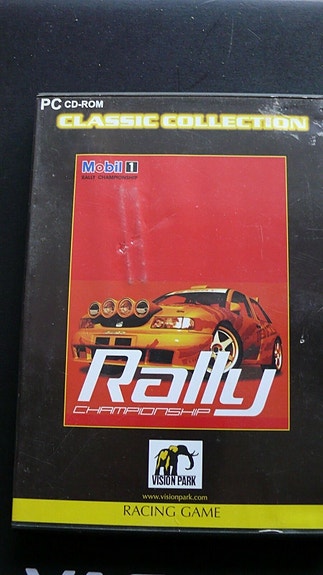 PC CD-ROM
CLASSIC COLLECTION
Mobil 1
RALLY CHAMPIONSHIP
Rally
CHAMPIONSHIP
VISION PARK
www.visionpark.com
RACING GAME